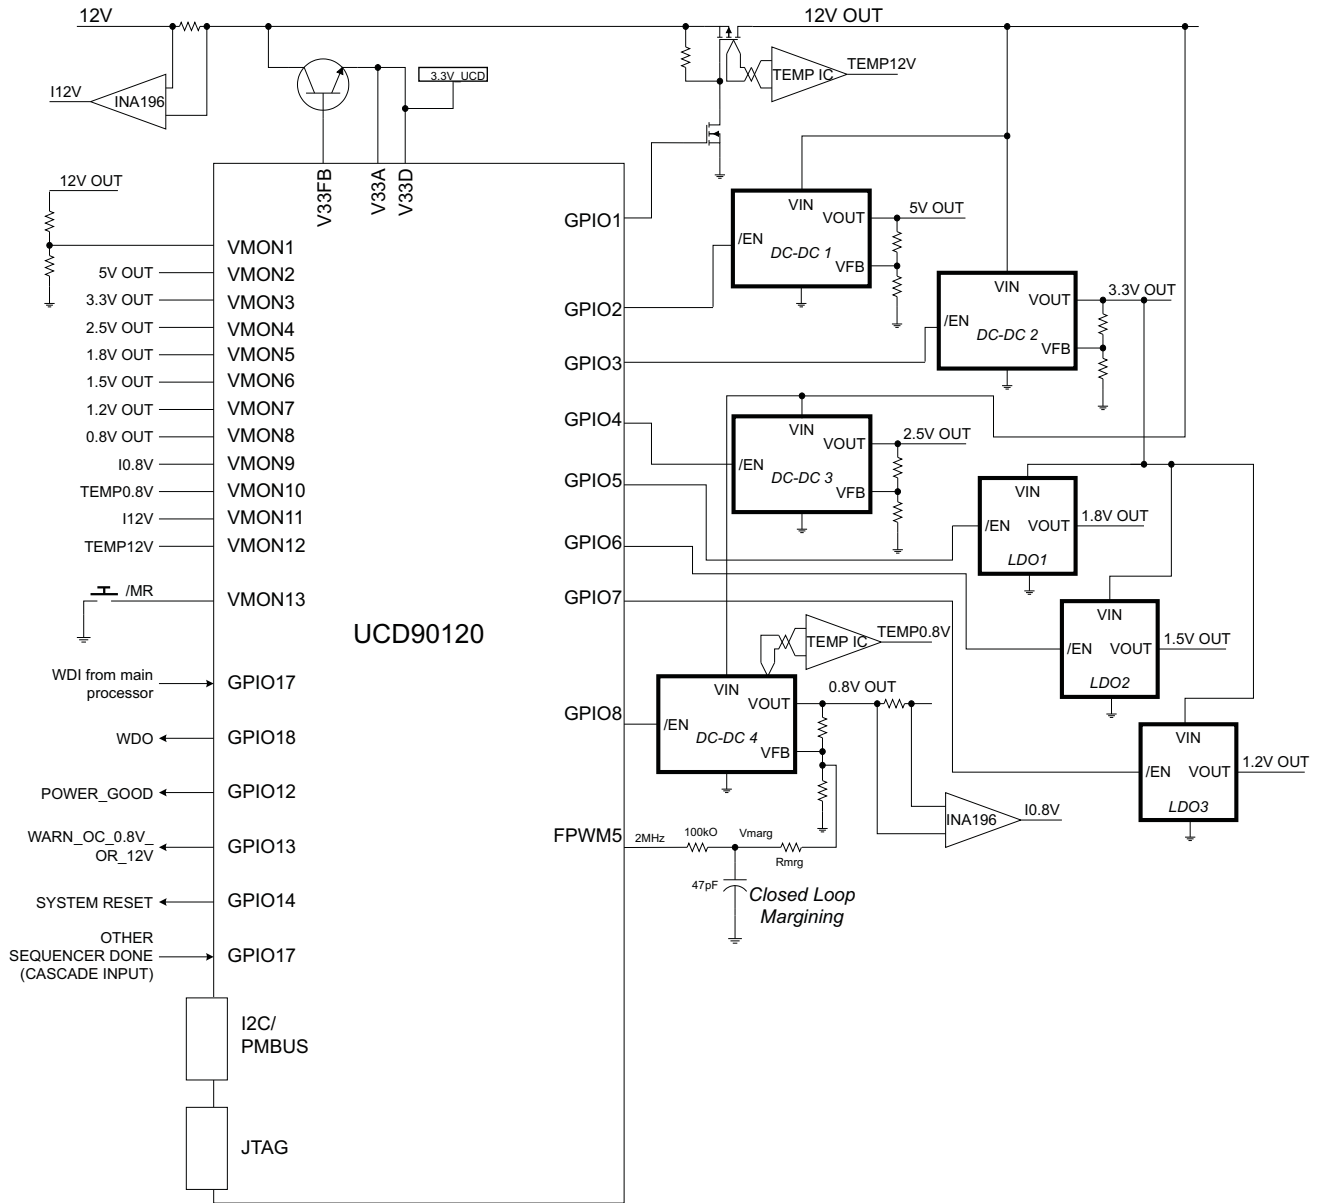 12V
12V OUT
I12V
INA196
3.3V_UCD
TEMP IC
TEMP12V
12V OUT
V33FB
V33A
V33D
VMON1
5V OUT
VMON2
3.3V OUT
VMON3
2.5V OUT
VMON4
1.8V OUT
VMON5
1.5V OUT
VMON6
1.2V OUT
VMON7
0.8V OUT
VMON8
I0.8V
VMON9
TEMP0.8V
VMON10
I12V
VMON11
TEMP12V
VMON12
/MR
VMON13
UCD90120
WDI from main
processor
GPIO17
WDO
GPIO18
POWER_GOOD
GPIO12
WARN_OC_0.8V_
OR_12V
GPIO13
SYSTEM RESET
GPIO14
OTHER
SEQUENCER DONE
(CASCADE INPUT)
GPIO17
I2C/
PMBUS
JTAG
GPIO1
GPIO2
GPIO3
GPIO4
GPIO5
GPIO6
GPIO7
GPIO8
FPWM5
VIN
VOUT
/EN
DC-DC 1
VFB
5V OUT
VIN
VOUT
/EN
DC-DC 2
VFB
3.3V OUT
VIN
VOUT
/EN
DC-DC 3
VFB
2.5V OUT
VIN
/EN
VOUT
LDO1
1.8V OUT
VIN
/EN
VOUT
LDO2
1.5V OUT
VIN
/EN
VOUT
LDO3
1.2V OUT
TEMP IC
TEMP0.8V
VIN
VOUT
/EN
DC-DC 4
VFB
0.8V OUT
INA196
I0.8V
2MHz
100kO
Vmarg
Rmrg
47pF
Closed Loop
Margining